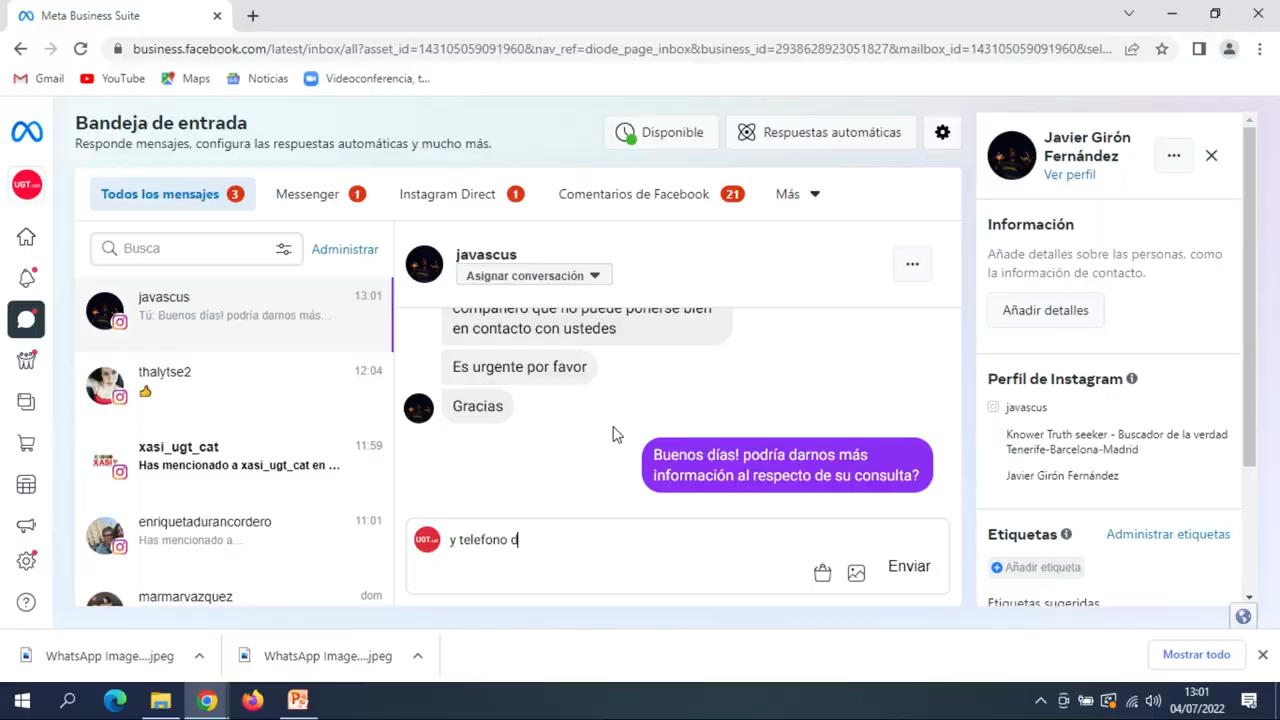 Meta Business Suite
business.facebook.com/latest/inbox/all?asset_id=143105059091960&nav_ref=diode_page_inbox&business_id=293862892305182​7&mailbox_id=143105059091960&sel...
Gmail YouTube Maps Noticias Videoconferencia, t...
Bandeja de entrada
Responde mensajes, configura las respuestas automáticas y mucho más.
Disponible
Respuestas automáticas
Todos los mensajes 3 Messenger 1 Instagram Direct 1 Comentarios de Facebook 21 Más
Busca
Administrar
javascus 13:01
Tú: Buenos días! podría darnos más...
thalytse2 12:04
xasi_ugt_cat 11:59
Has mencionado a xasi_ugt_cat en ...
enriquetadurancordero 11:01
Has mencionado a...
marmarvazquez dom
javascus
Asignar conversación
compañero que no puede ponerse bien
en contacto con ustedes
Es urgente por favor
Gracias
Buenos días! podría darnos más
información al respecto de su consulta?
UGT.cat
y telefono d
Enviar
Javier Girón
Fernández
Ver perfil
Información
Añade detalles sobre las personas, como
la información de contacto.
Añadir detalles
Perfil de Instagram
javascus
Knower Truth seeker - Buscador de la verdad
Tenerife-Barcelona-Madrid
Javier Girón Fernández
Etiquetas
Administrar etiquetas
Añadir etiqueta
Etiquetas sugeridas
WhatsApp Image....jpeg
WhatsApp Image....jpeg
Mostrar todo
13:01
04/07/2022